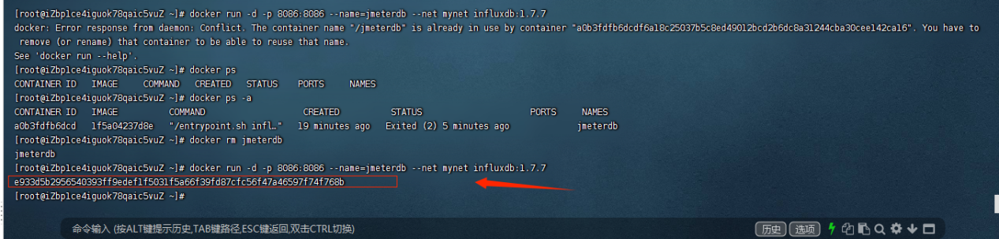 [root@iZbp1ce4iguok78qaic5vuZ ~]# docker run -d -p 8086:8086 --name=jmeterdb --net mynet influxdb:1.7.7
docker: Error response from daemon: Conflict. The container name "/jmeterdb" is already in use by container "a0b3fdfb6dcdf6a18c25037b5c8ed49012bcd2b6dc8a31244cba30cee142ca16". You have to
 remove (or rename) that container to be able to reuse that name.
See 'docker run --help'.
[root@iZbp1ce4iguok78qaic5vuZ ~]# docker ps
CONTAINER ID   IMAGE     COMMAND   CREATED   STATUS    PORTS     NAMES
[root@iZbp1ce4iguok78qaic5vuZ ~]# docker ps -a
CONTAINER ID   IMAGE          COMMAND                  CREATED          STATUS                     PORTS     NAMES
a0b3fdfb6dcd   1f5a04237d8e   "/entrypoint.sh infl…"   19 minutes ago   Exited (2) 5 minutes ago             jmeterdb
[root@iZbp1ce4iguok78qaic5vuZ ~]# docker rm jmeterdb
jmeterdb
[root@iZbp1ce4iguok78qaic5vuZ ~]# docker run -d -p 8086:8086 --name=jmeterdb --net mynet influxdb:1.7.7
e933d5b2956540393ff9edef1f5031f5a66f39fd87cfc56f47a46597f74f768b
[root@iZbp1ce4iguok78qaic5vuZ ~]#
命令输入 (按ALT键提示历史,TAB键路径,ESC键返回,双击CTRL切换) 历史 选项